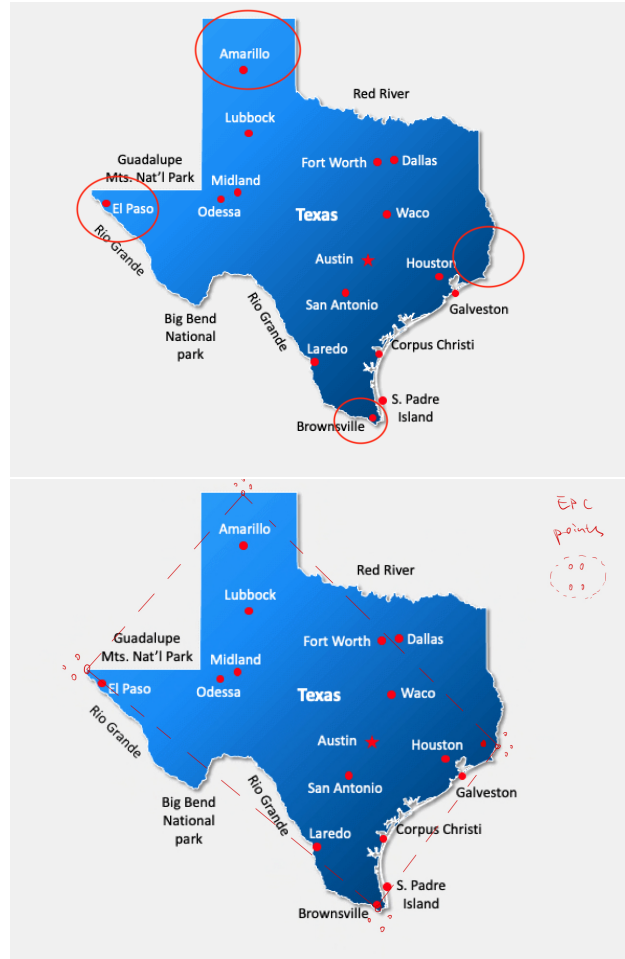 Amarillo
Red River
Lubbock
Guadalupe
Mts. Nat'l Park
Fort Worth
Dallas
Midland
El Paso
Odessa
Texas
Waco
Rio Grande
Austin
Houston
San Antonio
Galveston
Big Bend
National
park
Rio Grande
Laredo
Corpus Christi
S. Padre
Island
Brownsville
EPC
points
Amarillo
Red River
Lubbock
Guadalupe
Mts. Nat'l Park
Fort Worth
Dallas
Midland
El Paso
Odessa
Texas
Waco
Rio Grande
Austin
Houston
San Antonio
Galveston
Big Bend
National
park
Rio Grande
Laredo
Corpus Christi
S. Padre
Island
Brownsville